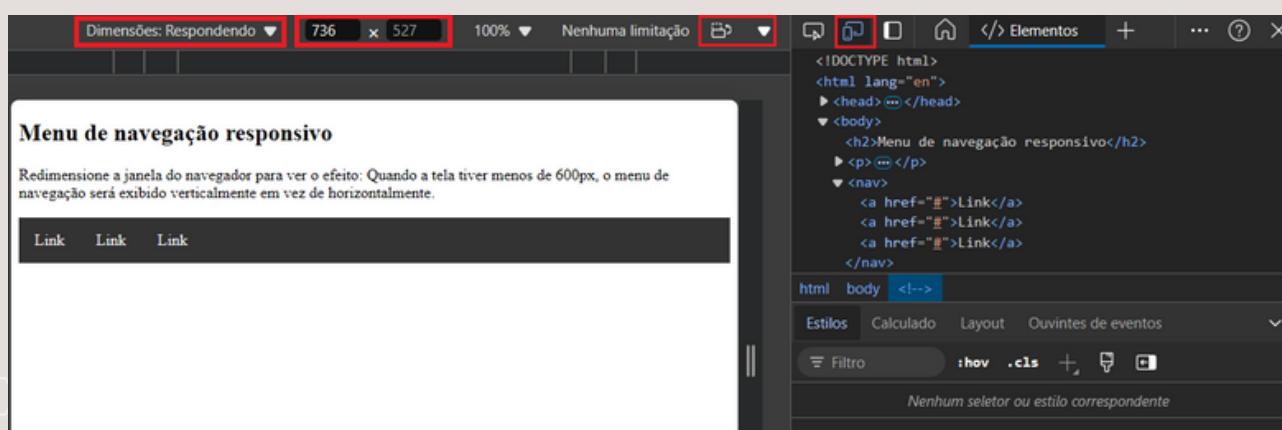 Dimensões: Respondendo ▼ 736 x 527 100% ▼ Nenhuma limitação ▼ </> Elementos + ... ?
<!DOCTYPE html>
<html lang="en">
▶ <head>...</head>
▼ <body>
<h2>Menu de navegação responsivo</h2>
▶ <p>...</p>
▼ <nav>
<a href="#">Link</a>
<a href="#">Link</a>
<a href="#">Link</a>
</nav>
Menu de navegação responsivo
Redimensione a janela do navegador para ver o efeito: Quando a tela tiver menos de 600px, o menu de
navegação será exibido verticalmente em vez de horizontalmente.
Link Link Link
html body <!-->
Estilos Calculado Layout Ouvintes de eventos
Filtro :hov .cls +
Nenhum seletor ou estilo correspondente